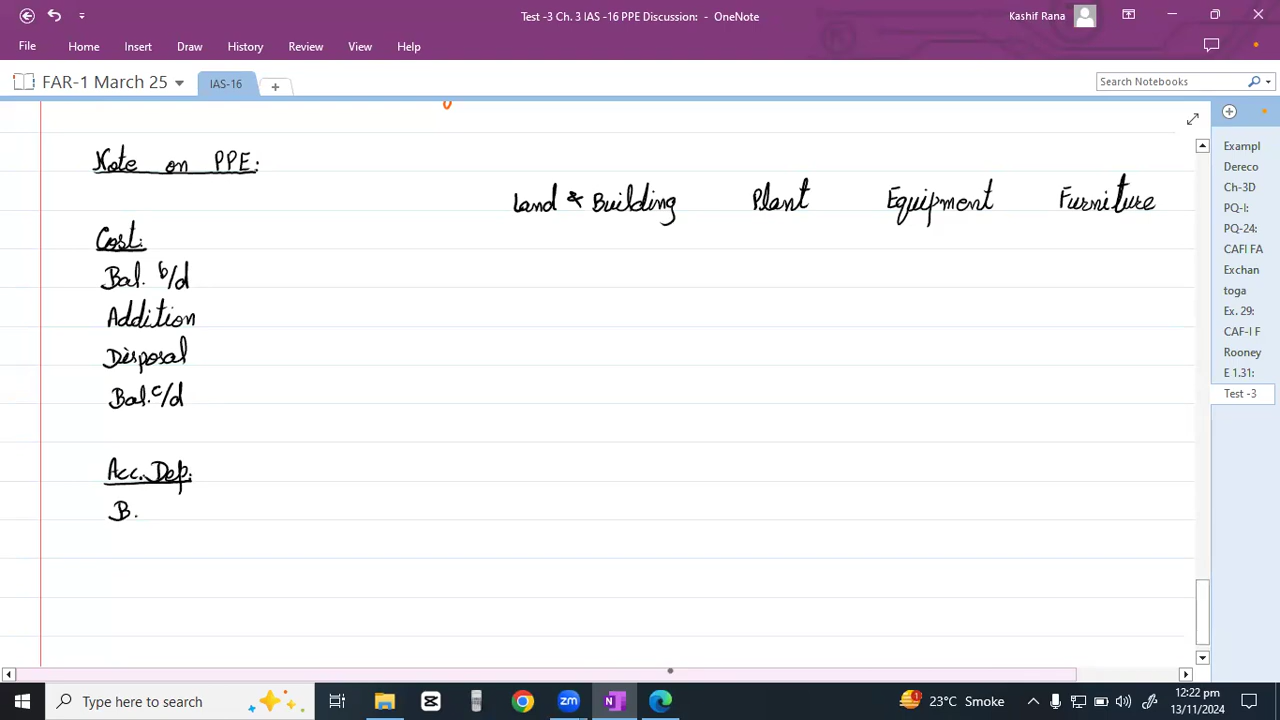 Test -3 Ch. 3 IAS -16 PPE Discussion: - OneNote
Kashif Rana
File Home Insert Draw History Review View Help
FAR-1 March 25
IAS-16
Search Notebooks
Note on PPE:
Land & Building Plant Equipment Furniture
Cost:
Bal. b/d
Addition
Disposal
Bal. c/d
Acc. Dep:
B.
Exampl
Dereco
Ch-3D
PQ-I:
PQ-24:
CAFI FA
Exchan
toga
Ex. 29:
CAF-I F
Rooney
E 1.31:
Test -3
Type here to search
zm
N
1
23°C Smoke
12:22 pm
13/11/2024